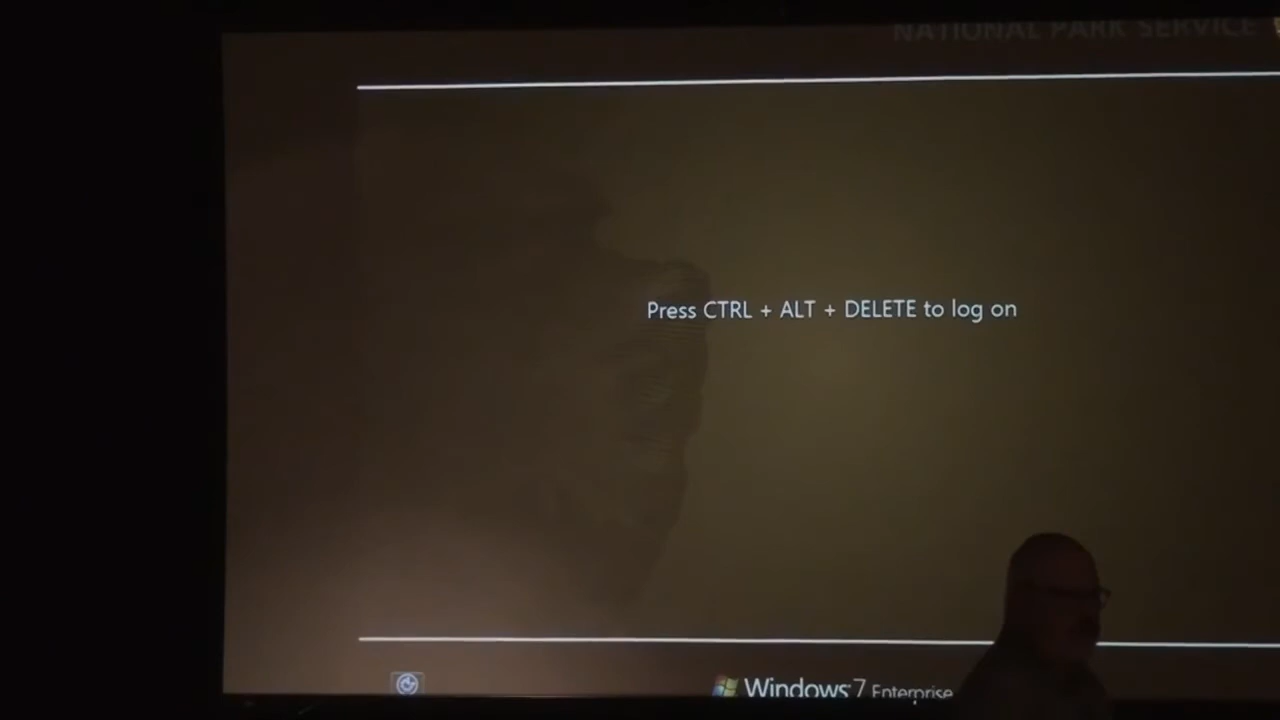 NATIONAL PARK SERVICE
Press CTRL + ALT + DELETE to log on
Windows 7 Enterprise